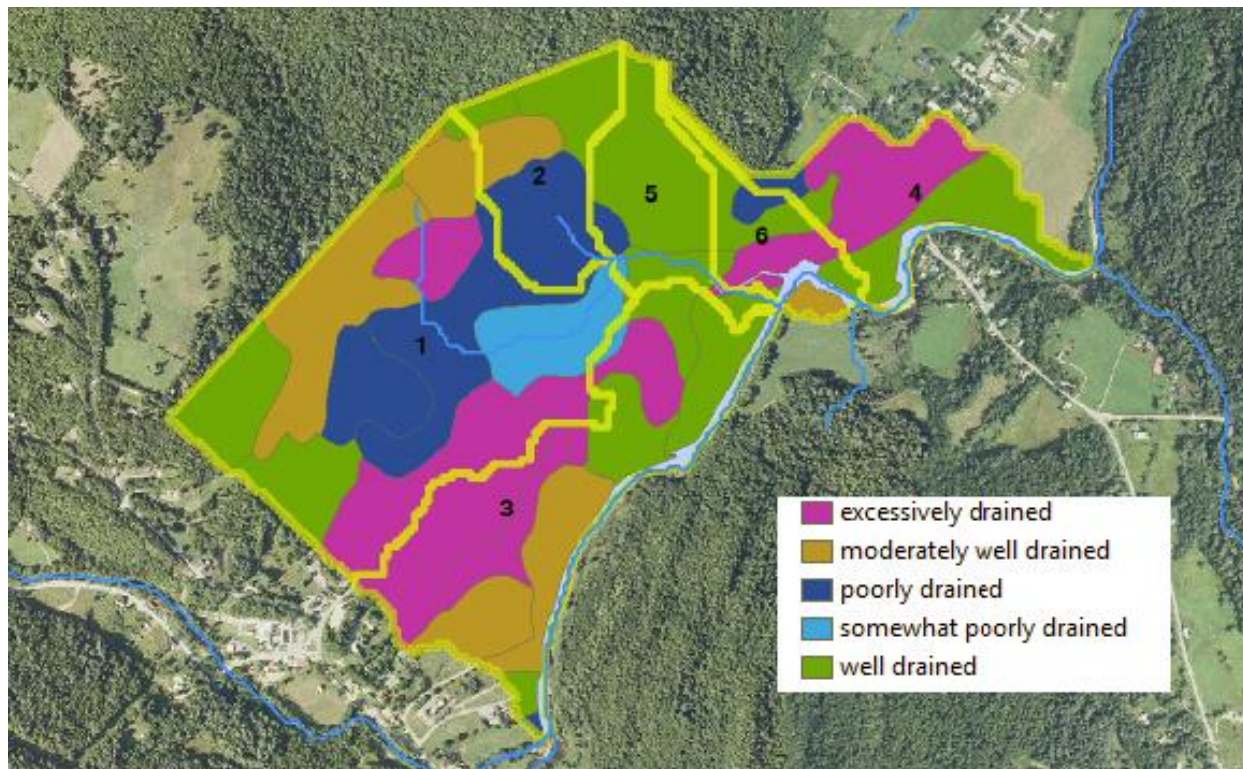 2
5
4
6
1
3
excessively drained
moderately well drained
poorly drained
somewhat poorly drained
well drained